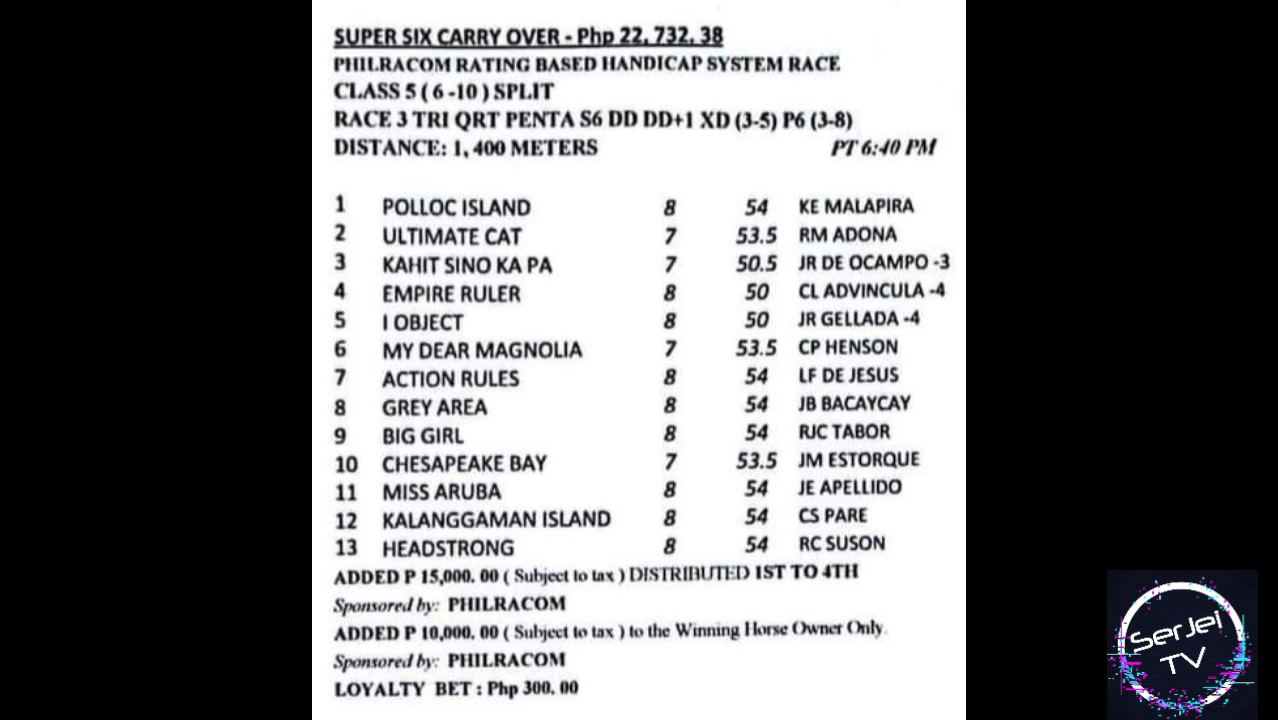 SUPER SIX CARRY OVER - Php 22, 732. 38
PHILRACOM RATING BASED HANDICAP SYSTEM RACE
CLASS 5 ( 6 -10 ) SPLIT
RACE 3 TRI QRT PENTA S6 DD DD+1 XD (3-5) P6 (3-8)
DISTANCE: 1, 400 METERS PT 6:40 PM
1 POLLOC ISLAND 8 54 KE MALAPIRA
2 ULTIMATE CAT 7 53.5 RM ADONA
3 KAHIT SINO KA PA 7 50.5 JR DE OCAMPO -3
4 EMPIRE RULER 8 50 CL ADVINCULA -4
5 I OBJECT 8 50 JR GELLADA -4
6 MY DEAR MAGNOLIA 7 53.5 CP HENSON
7 ACTION RULES 8 54 LF DE JESUS
8 GREY AREA 8 54 JB BACAYCAY
9 BIG GIRL 8 54 RJC TABOR
10 CHESAPEAKE BAY 7 53.5 JM ESTORQUE
11 MISS ARUBA 8 54 JE APELLIDO
12 KALANGGAMAN ISLAND 8 54 CS PARE
13 HEADSTRONG 8 54 RC SUSON
ADDED P 15,000. 00 ( Subject to tax ) DISTRIBUTED 1ST TO 4TH
Sponsored by: PHILRACOM
ADDED P 10,000. 00 ( Subject to tax ) to the Winning Horse Owner Only.
Sponsored by: PHILRACOM
LOYALTY BET : Php 300. 00
SerJel
TV